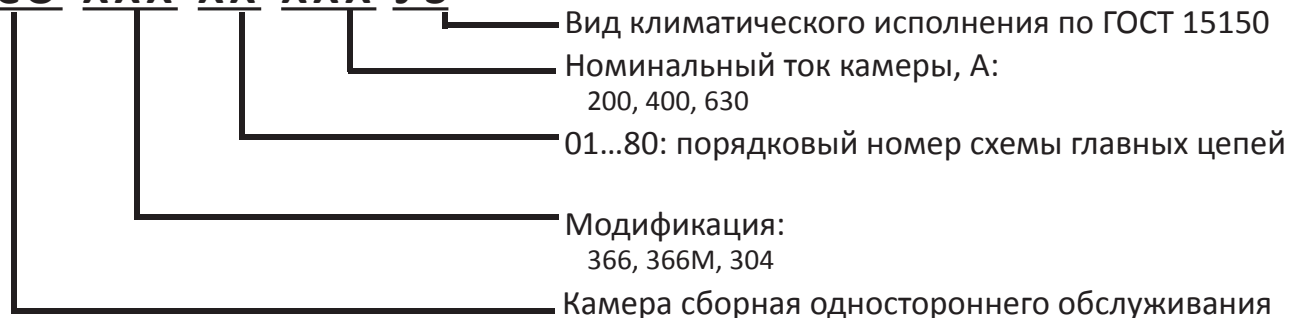 Вид климатического исполнения по ГОСТ 15150
Номинальный ток камеры, А:
200, 400, 630
01...80: порядковый номер схемы главных цепей
Модификация:
366, 366М, 304
Камера сборная одностороннего обслуживания